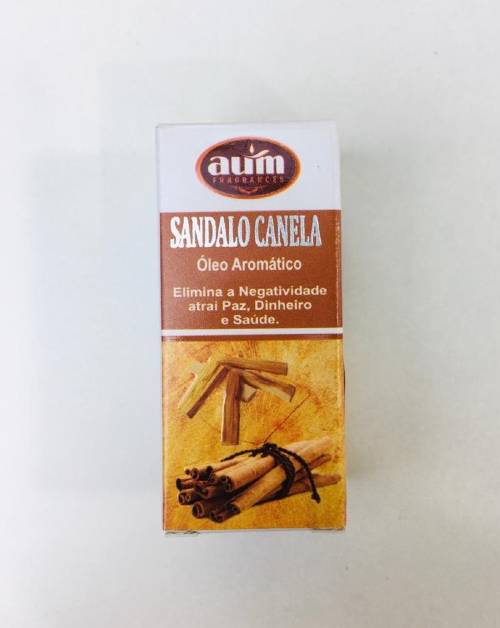 aum
FRAGRANCES
SANDALO CANELA
Óleo Aromático
Elimina a Negatividade
atrai Paz, Dinheiro
e Saúde.